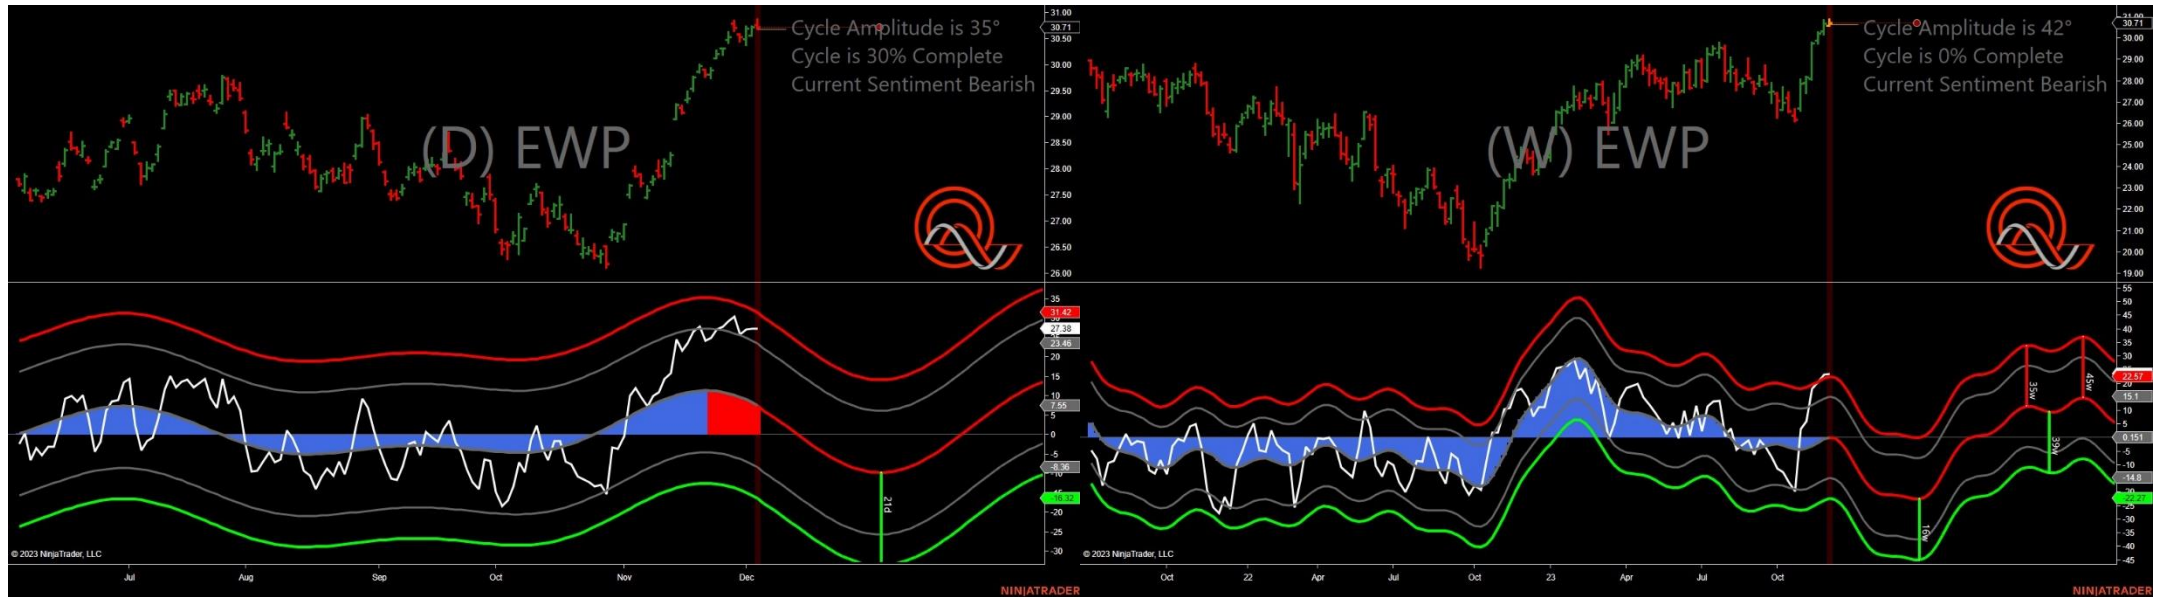 Cycle Amplitude is 35°
Cycle is 30% Complete
Current Sentiment Bearish
(D) EWP
31.00
30.71
30.50
30.00
29.50
29.00
28.50
28.00
27.50
27.00
26.50
26.00
35
31.42
27.38
23.46
20
15
10
7.55
5
0
-5
-8.36
-16.32
-20
-25
-30
21d
© 2023 NinjaTrader, LLC
Jul
Aug
Sep
Oct
Nov
Dec
NINJATRADER
Cycle Amplitude is 42°
Cycle is 0% Complete
Current Sentiment Bearish
(W) EWP
31.00
30.71
30.00
29.00
28.00
27.00
26.00
25.00
24.00
23.00
22.00
21.00
20.00
19.00
55
50
45
40
35
30
22.57
20
15.1
10
5
0.151
-5
-10
-14.8
-22.27
-25
-30
-35
-40
-45
35w
45w
39w
16w
© 2023 NinjaTrader, LLC
Oct
22
Apr
Jul
Oct
23
Apr
Jul
Oct
NINJATRADER